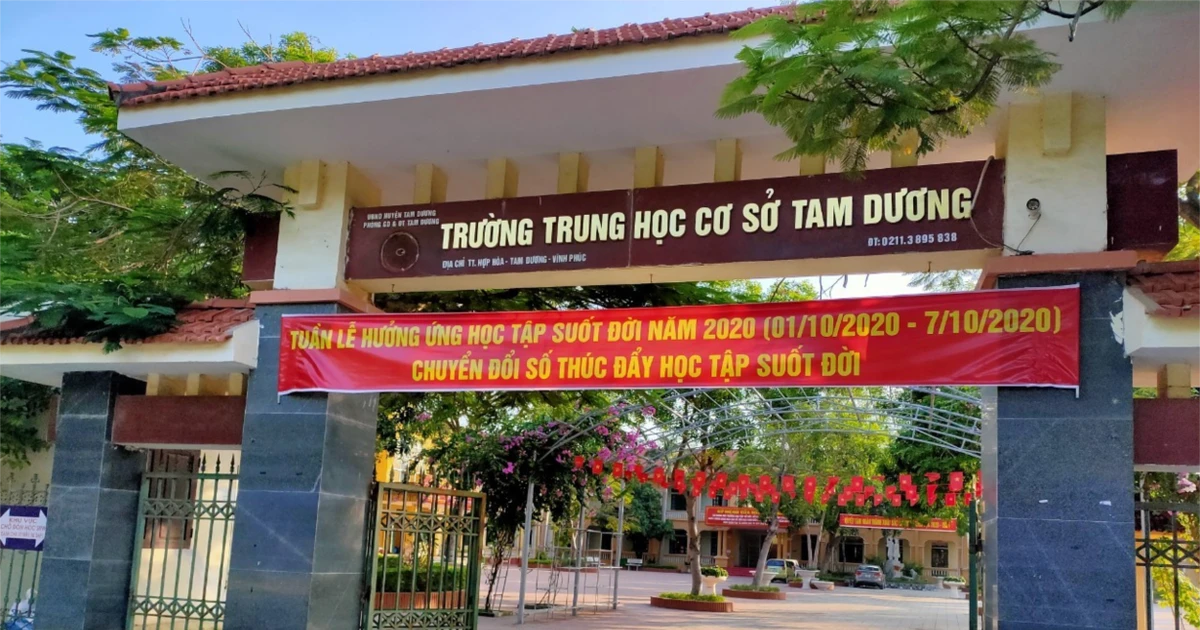 UBND HUYỆN TAM DƯƠNG
PHÒNG GD & ĐT TAM DƯƠNG
TRƯỜNG TRUNG HỌC CƠ SỞ TAM DƯƠNG
ĐỊA CHỈ TT. HỢP HÒA - TAM DƯƠNG - VĨNH PHÚC
ĐT: 0211.3 895 838
TUẦN LỄ HƯỞNG ỨNG HỌC TẬP SUỐT ĐỜI NĂM 2020 (01/10/2020 - 7/10/2020)
CHUYỂN ĐỔI SỐ THÚC ĐẨY HỌC TẬP SUỐT ĐỜI
KHU VỰC